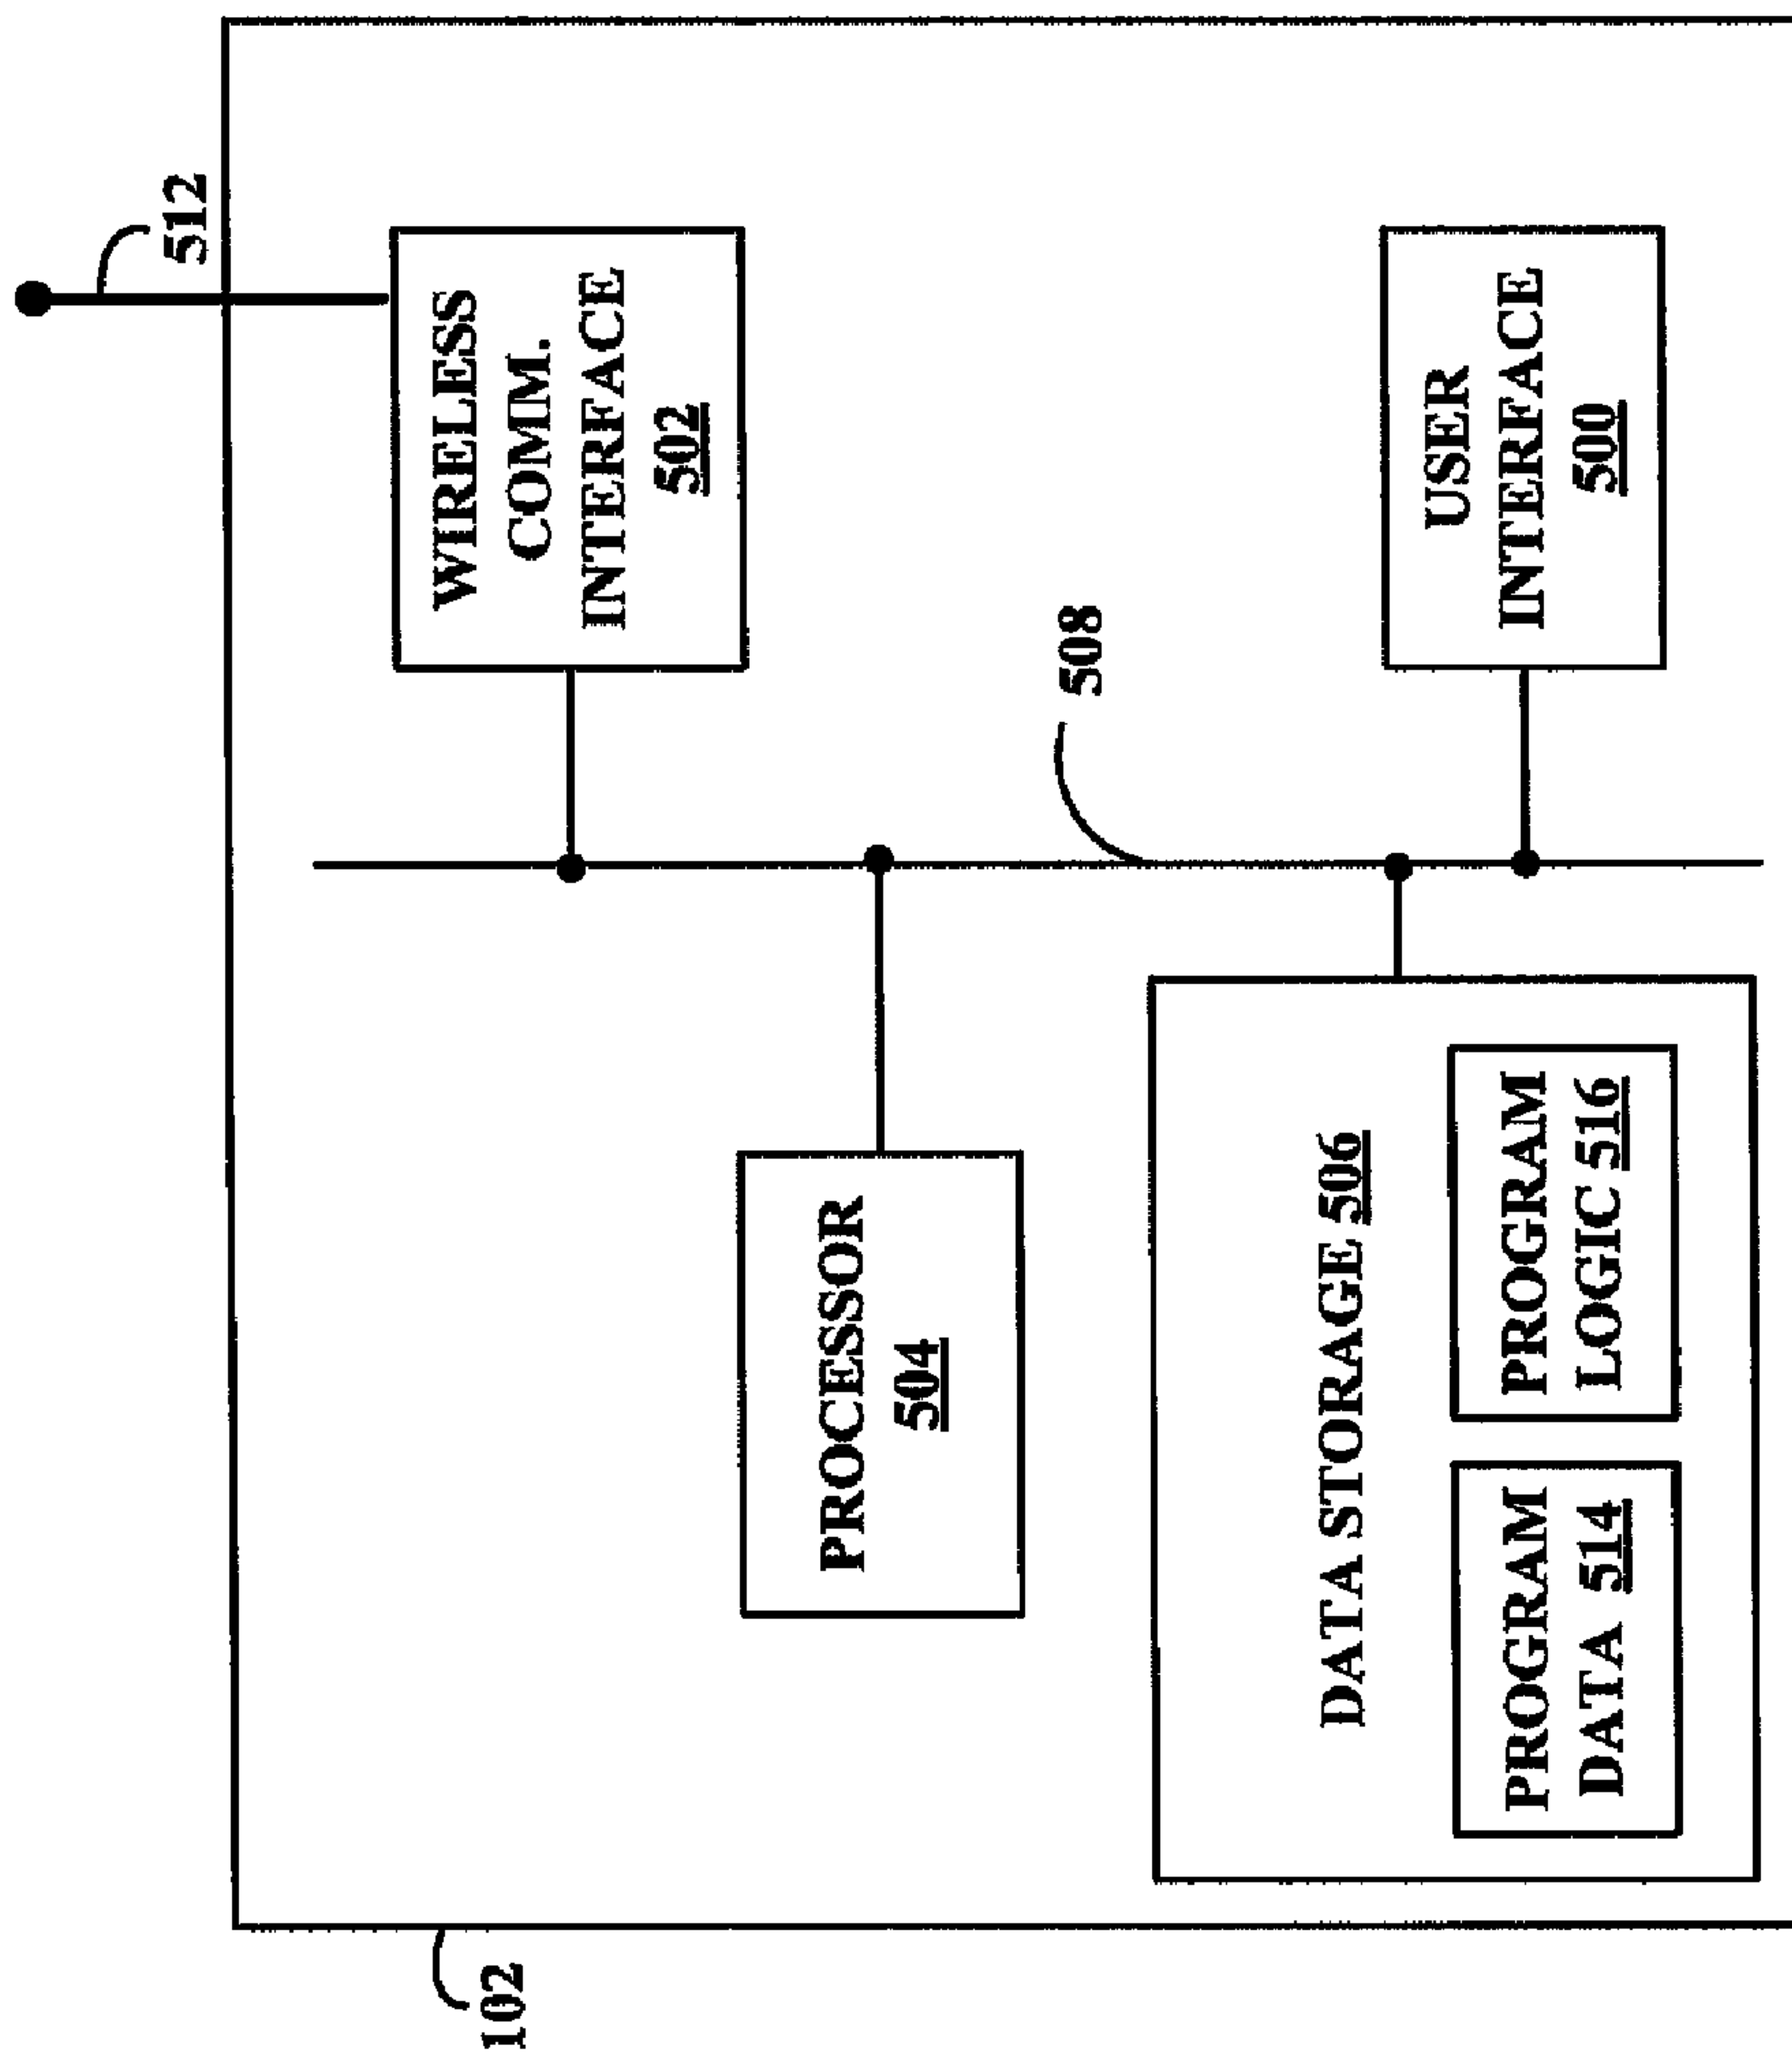 102
512
WIRELESS
COMM.
INTERFACE
502
PROCESSOR
504
508
DATA STORAGE 506
PROGRAM
DATA 514
PROGRAM
LOGIC 516
USER
INTERFACE
500